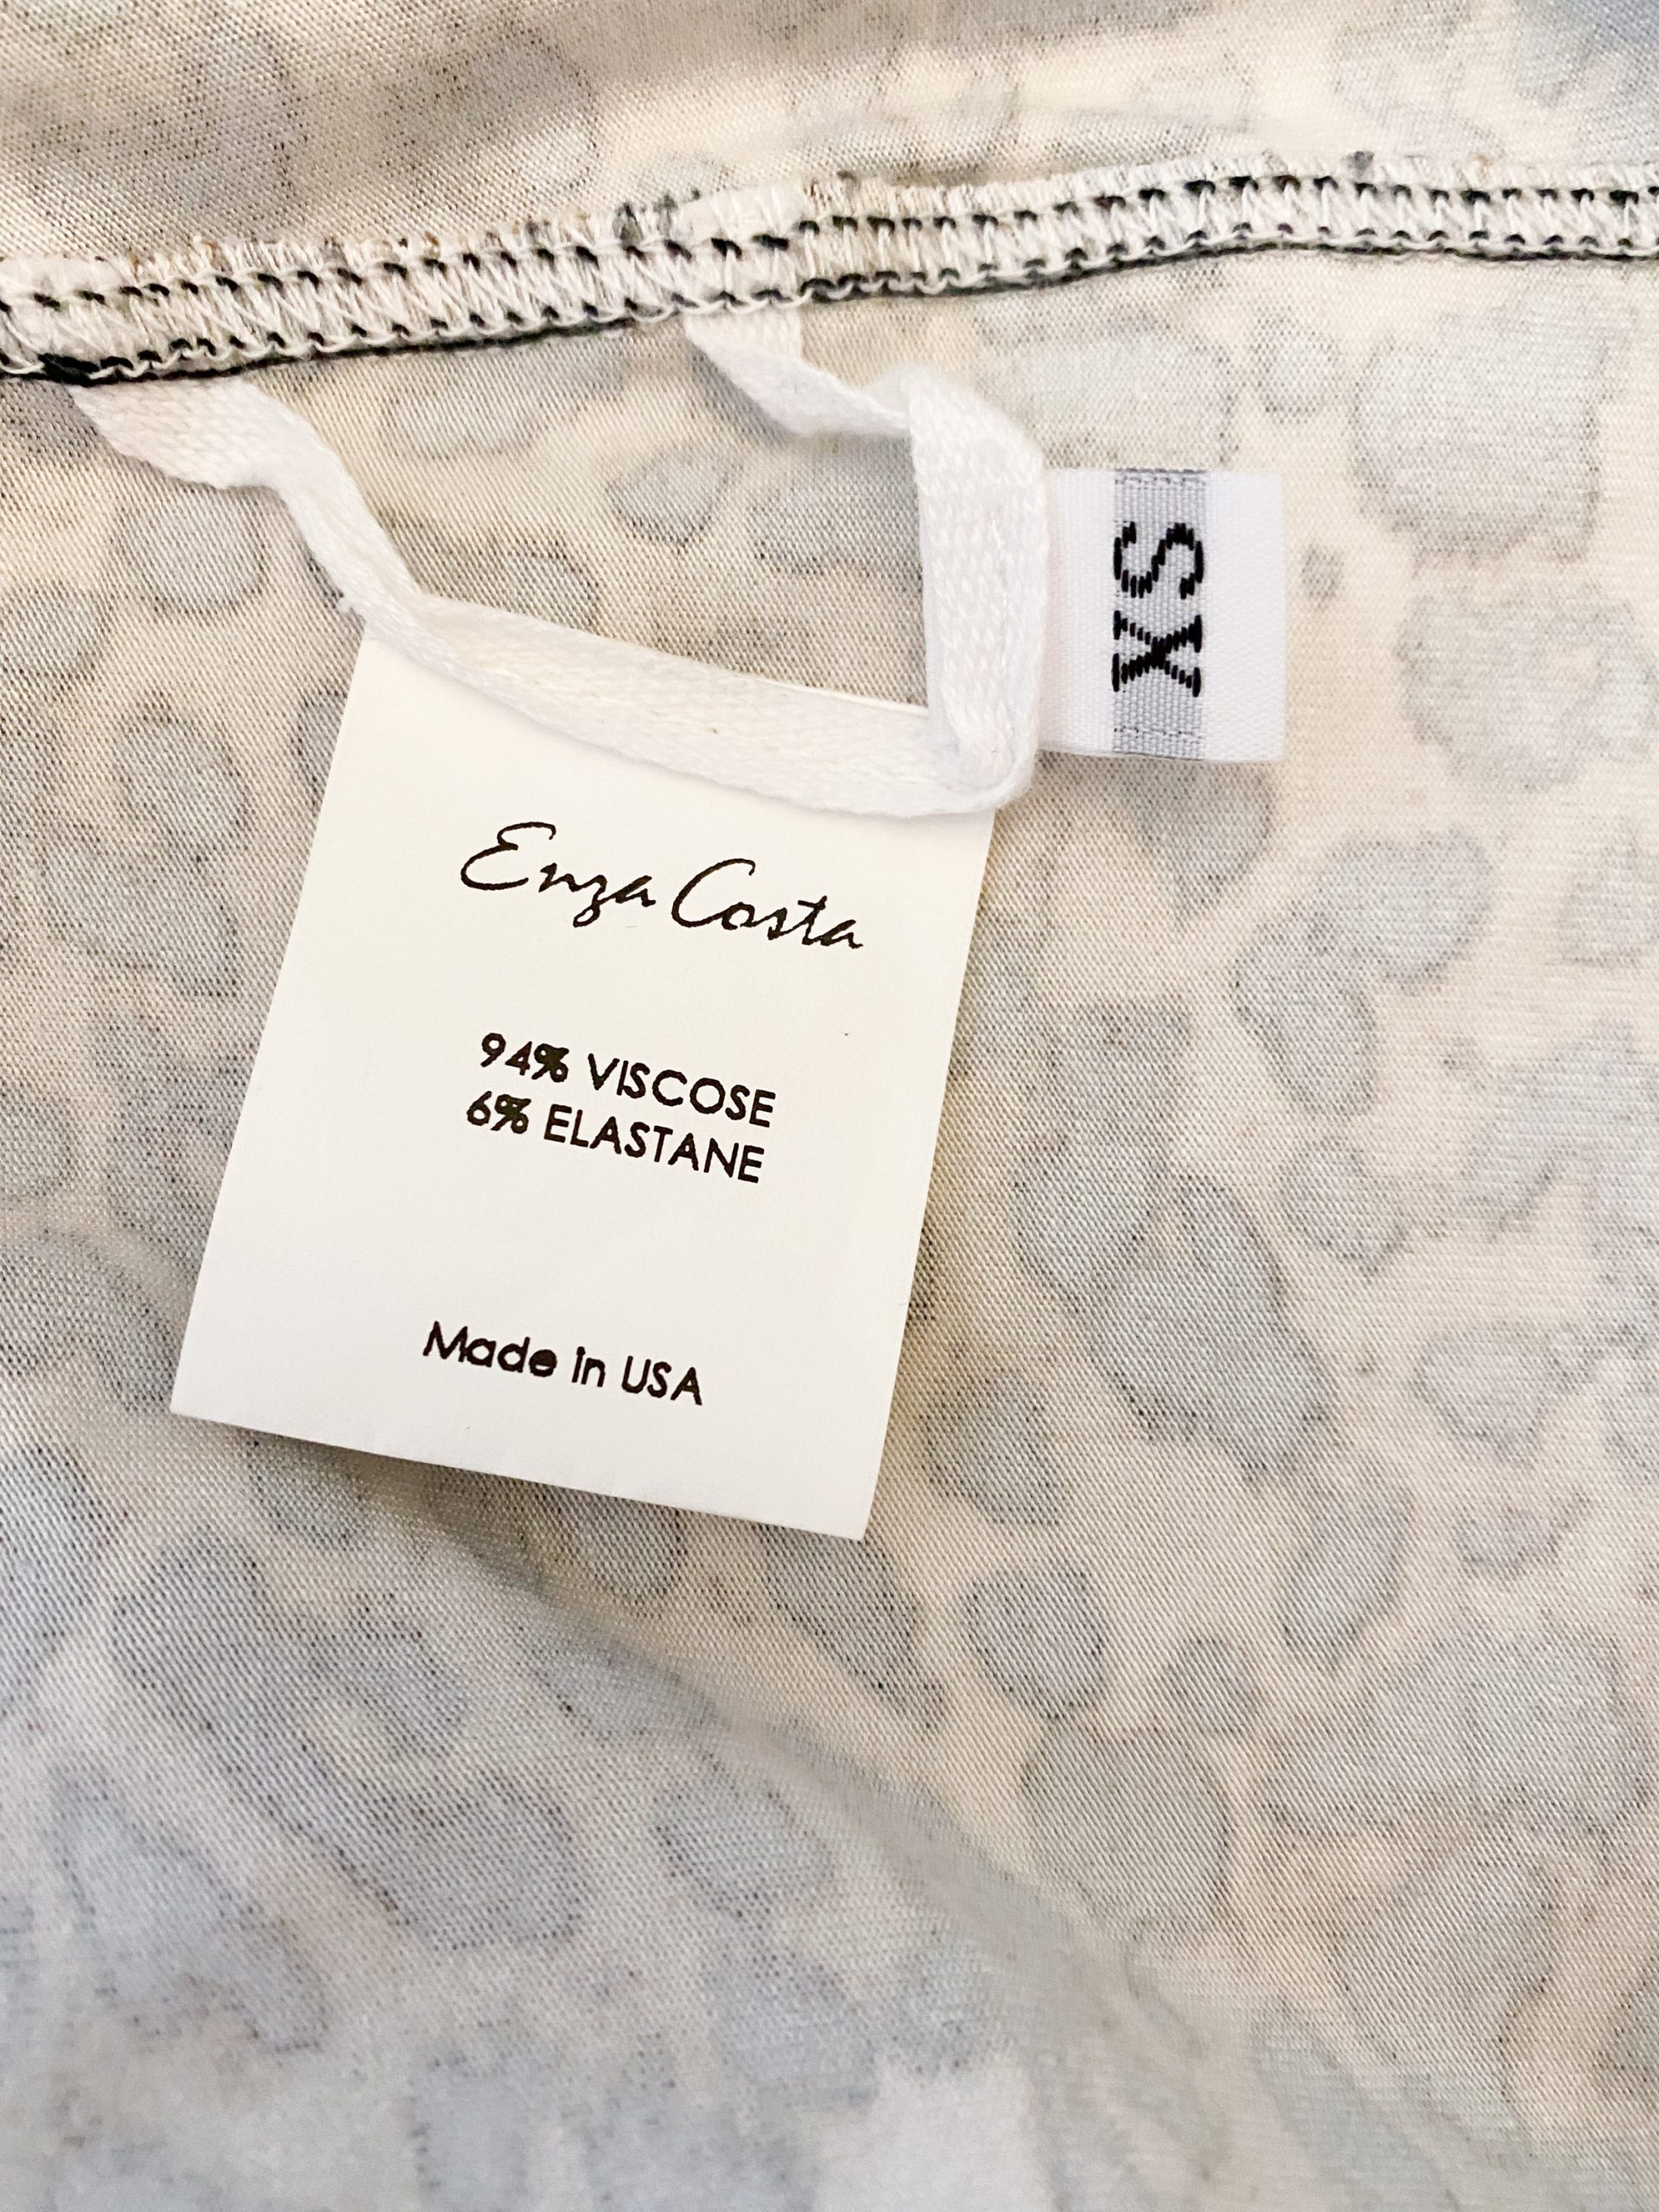 XS
Enza Costa
94% VISCOSE
6% ELASTANE
Made in USA